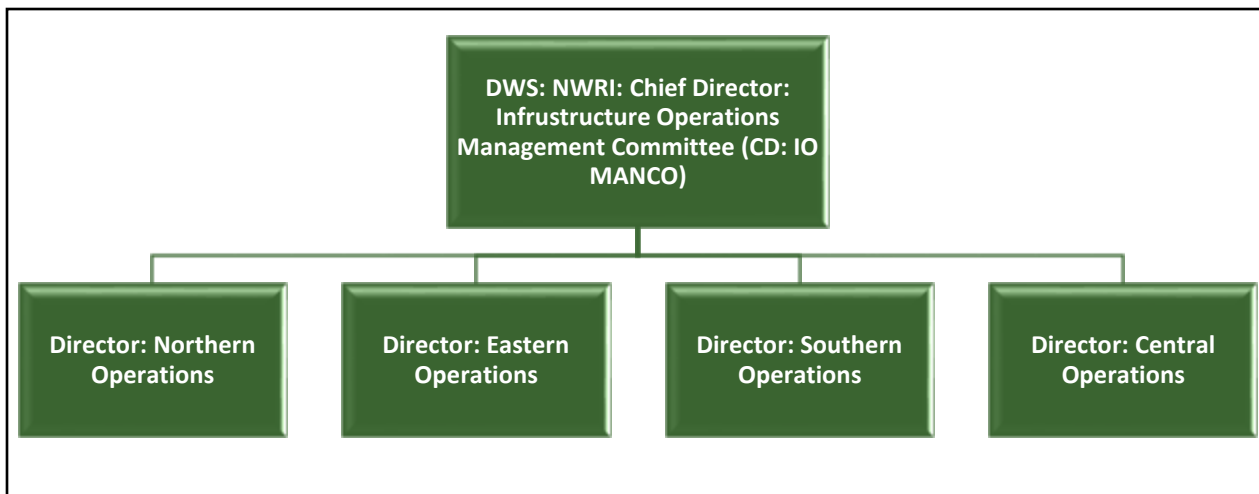 DWS: NWRI: Chief Director:
Infrustructure Operations
Management Committee (CD: IO
MANCO)
Director: Northern
Operations
Director: Eastern
Operations
Director: Southern
Operations
Director: Central
Operations